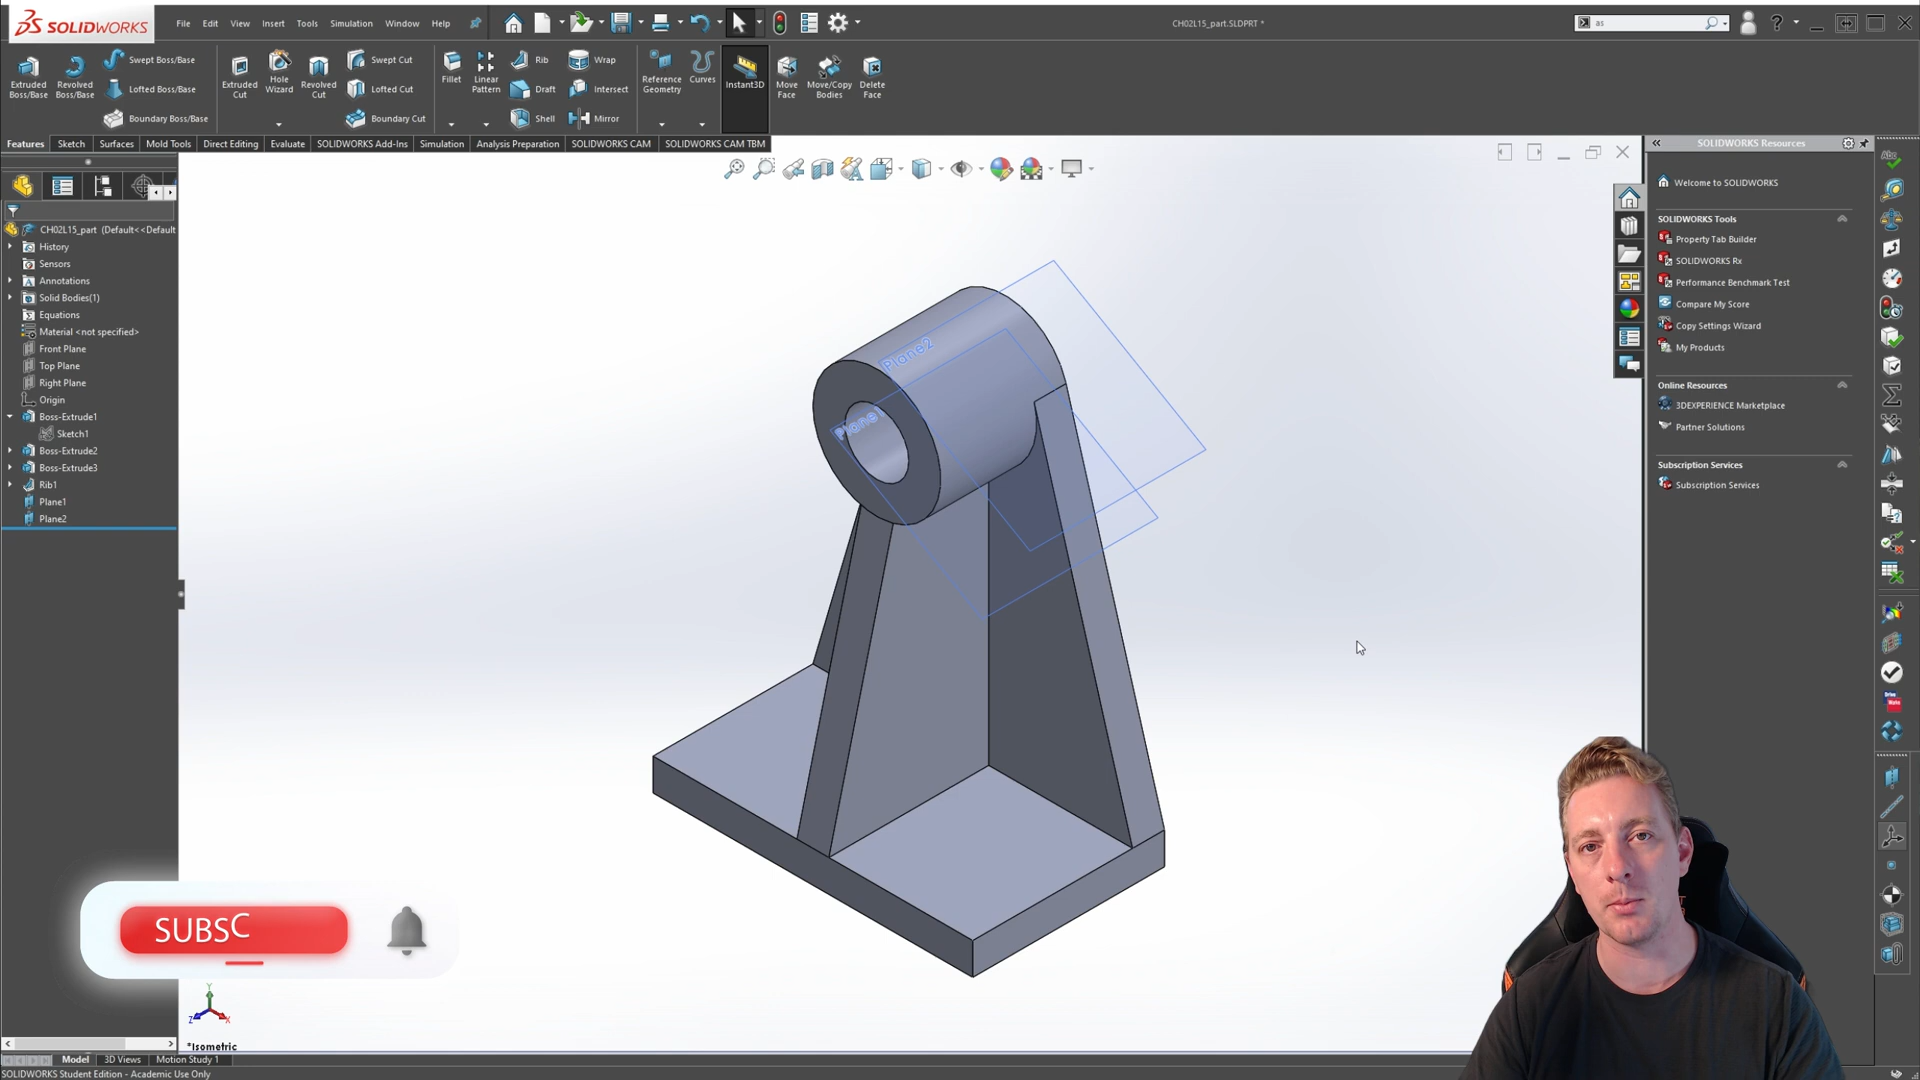 SOLIDWORKS
File Edit View Insert Tools Simulation Window Help
CH02L15_part.SLDPRT *
as
Extruded Boss/Base
Revolved Boss/Base
Swept Boss/Base
Lofted Boss/Base
Boundary Boss/Base
Extruded Cut
Hole Wizard
Revolved Cut
Swept Cut
Lofted Cut
Boundary Cut
Fillet
Linear Pattern
Rib
Draft
Shell
Wrap
Intersect
Mirror
Reference Geometry
Curves
Instant3D
Move Face
Move/Copy Bodies
Delete Face
Features Sketch Surfaces Mold Tools Direct Editing Evaluate SOLIDWORKS Add-Ins Simulation Analysis Preparation SOLIDWORKS CAM SOLIDWORKS CAM TBM
CH02L15_part (Default<<Default
History
Sensors
Annotations
Solid Bodies(1)
Equations
Material <not specified>
Front Plane
Top Plane
Right Plane
Origin
Boss-Extrude1
Sketch1
Boss-Extrude2
Boss-Extrude3
Rib1
Plane1
Plane2
Plane2
Plane1
SOLIDWORKS Resources
Welcome to SOLIDWORKS
SOLIDWORKS Tools
Property Tab Builder
SOLIDWORKS Rx
Performance Benchmark Test
Compare My Score
Copy Settings Wizard
My Products
Online Resources
3DEXPERIENCE Marketplace
Partner Solutions
Subscription Services
Subscription Services
SUBSC
Y
Z
X
*Isometric
Model 3D Views Motion Study 1
SOLIDWORKS Student Edition - Academic Use Only